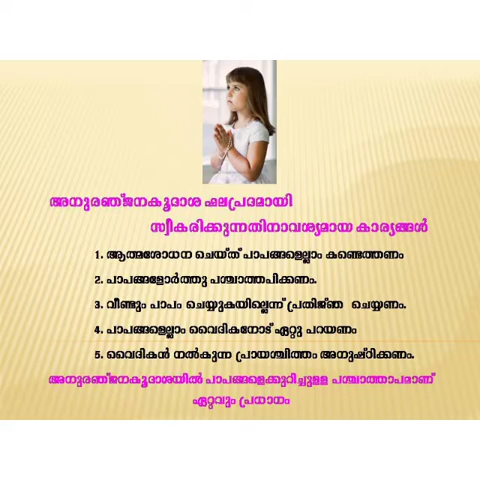 അനുരഞ്ജനകൂദാശ ഫലപ്രദമായി
സ്വീകരിക്കുന്നതിനാവശ്യമായ കാര്യങ്ങൾ
1. ആത്മശോധന ചെയ്ത് പാപങ്ങളെല്ലാം കണ്ടെത്തണം
2. പാപങ്ങളോർത്തു പശ്ചാത്തപിക്കണം.
3. വീണ്ടും പാപം ചെയ്യുകയില്ലെന്ന് പ്രതിജ്ഞ ചെയ്യണം.
4. പാപങ്ങളെല്ലാം വൈദികനോട് ഏറ്റു പറയണം
5. വൈദികൻ നൽകുന്ന പ്രായശ്ചിത്തം അനുഷ്ഠിക്കണം.
അനുരഞ്ജനകൂദാശയിൽ പാപങ്ങളെക്കുറിച്ചുള്ള പശ്ചാത്താപമാണ്
ഏറ്റവും പ്രധാനം